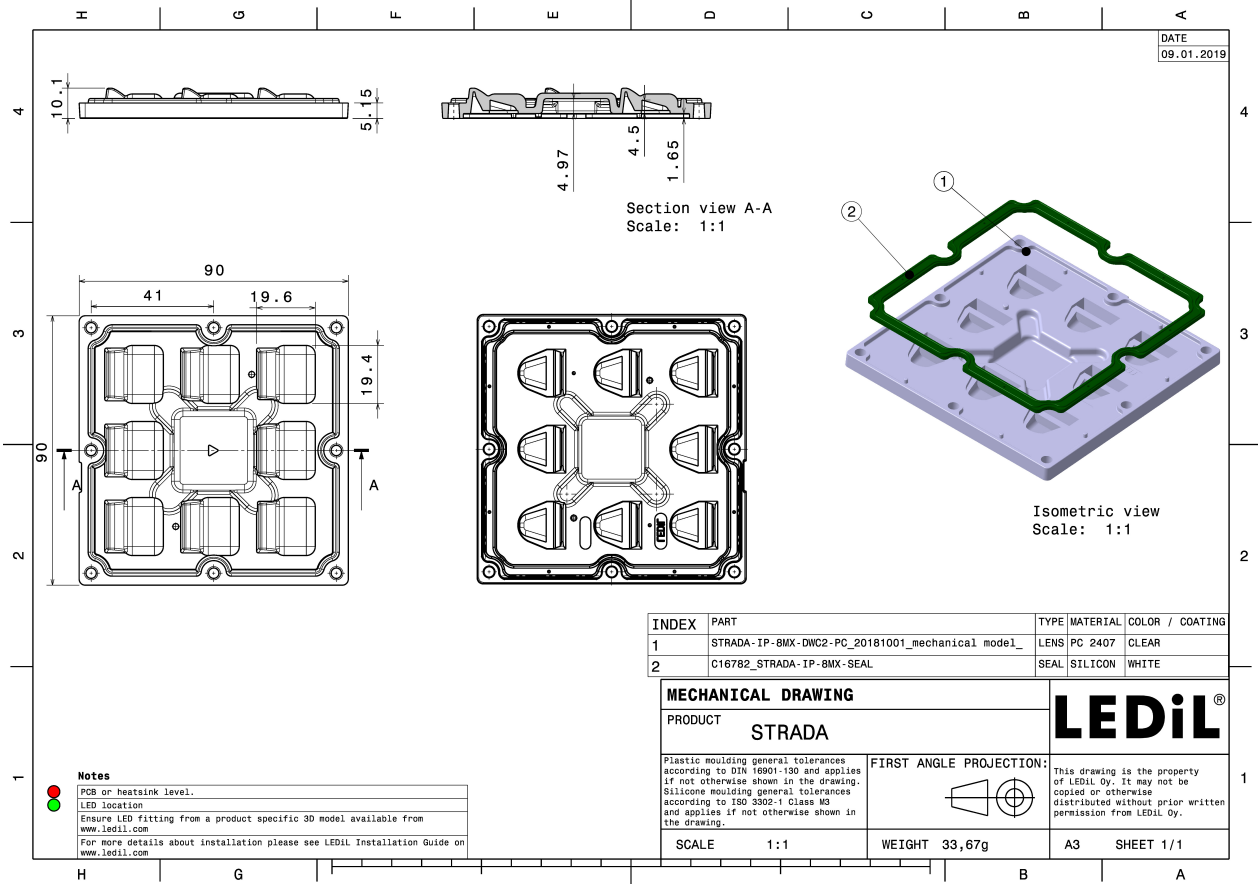 H G F E D C B A
DATE
09.01.2019
4
4
10.1
5.15
4.97
4.5
1.65
Section view A-A
Scale: 1:1
1
2
90
41
19.6
3
3
19.4
90
A
A
LEDiL
Isometric view
Scale: 1:1
2
2
INDEX PART TYPE MATERIAL COLOR / COATING
1 STRADA-IP-8MX-DWC2-PC_20181001_mechanical model_ LENS PC 2407 CLEAR
2 C16782_STRADA-IP-8MX-SEAL SEAL SILICON WHITE
MECHANICAL DRAWING
PRODUCT
STRADA
LEDiL®
Plastic moulding general tolerances
according to DIN 16901-130 and applies
if not otherwise shown in the drawing.
Silicone moulding general tolerances
according to ISO 3302-1 Class M3
and applies if not otherwise shown in
the drawing.
FIRST ANGLE PROJECTION:
This drawing is the property
of LEDiL Oy. It may not be
copied or otherwise
distributed without prior written
permission from LEDiL Oy.
1
1
Notes
PCB or heatsink level.
LED location
Ensure LED fitting from a product specific 3D model available from
www.ledil.com
For more details about installation please see LEDiL Installation Guide on
www.ledil.com
SCALE 1:1 WEIGHT 33,67g A3 SHEET 1/1
H G B A